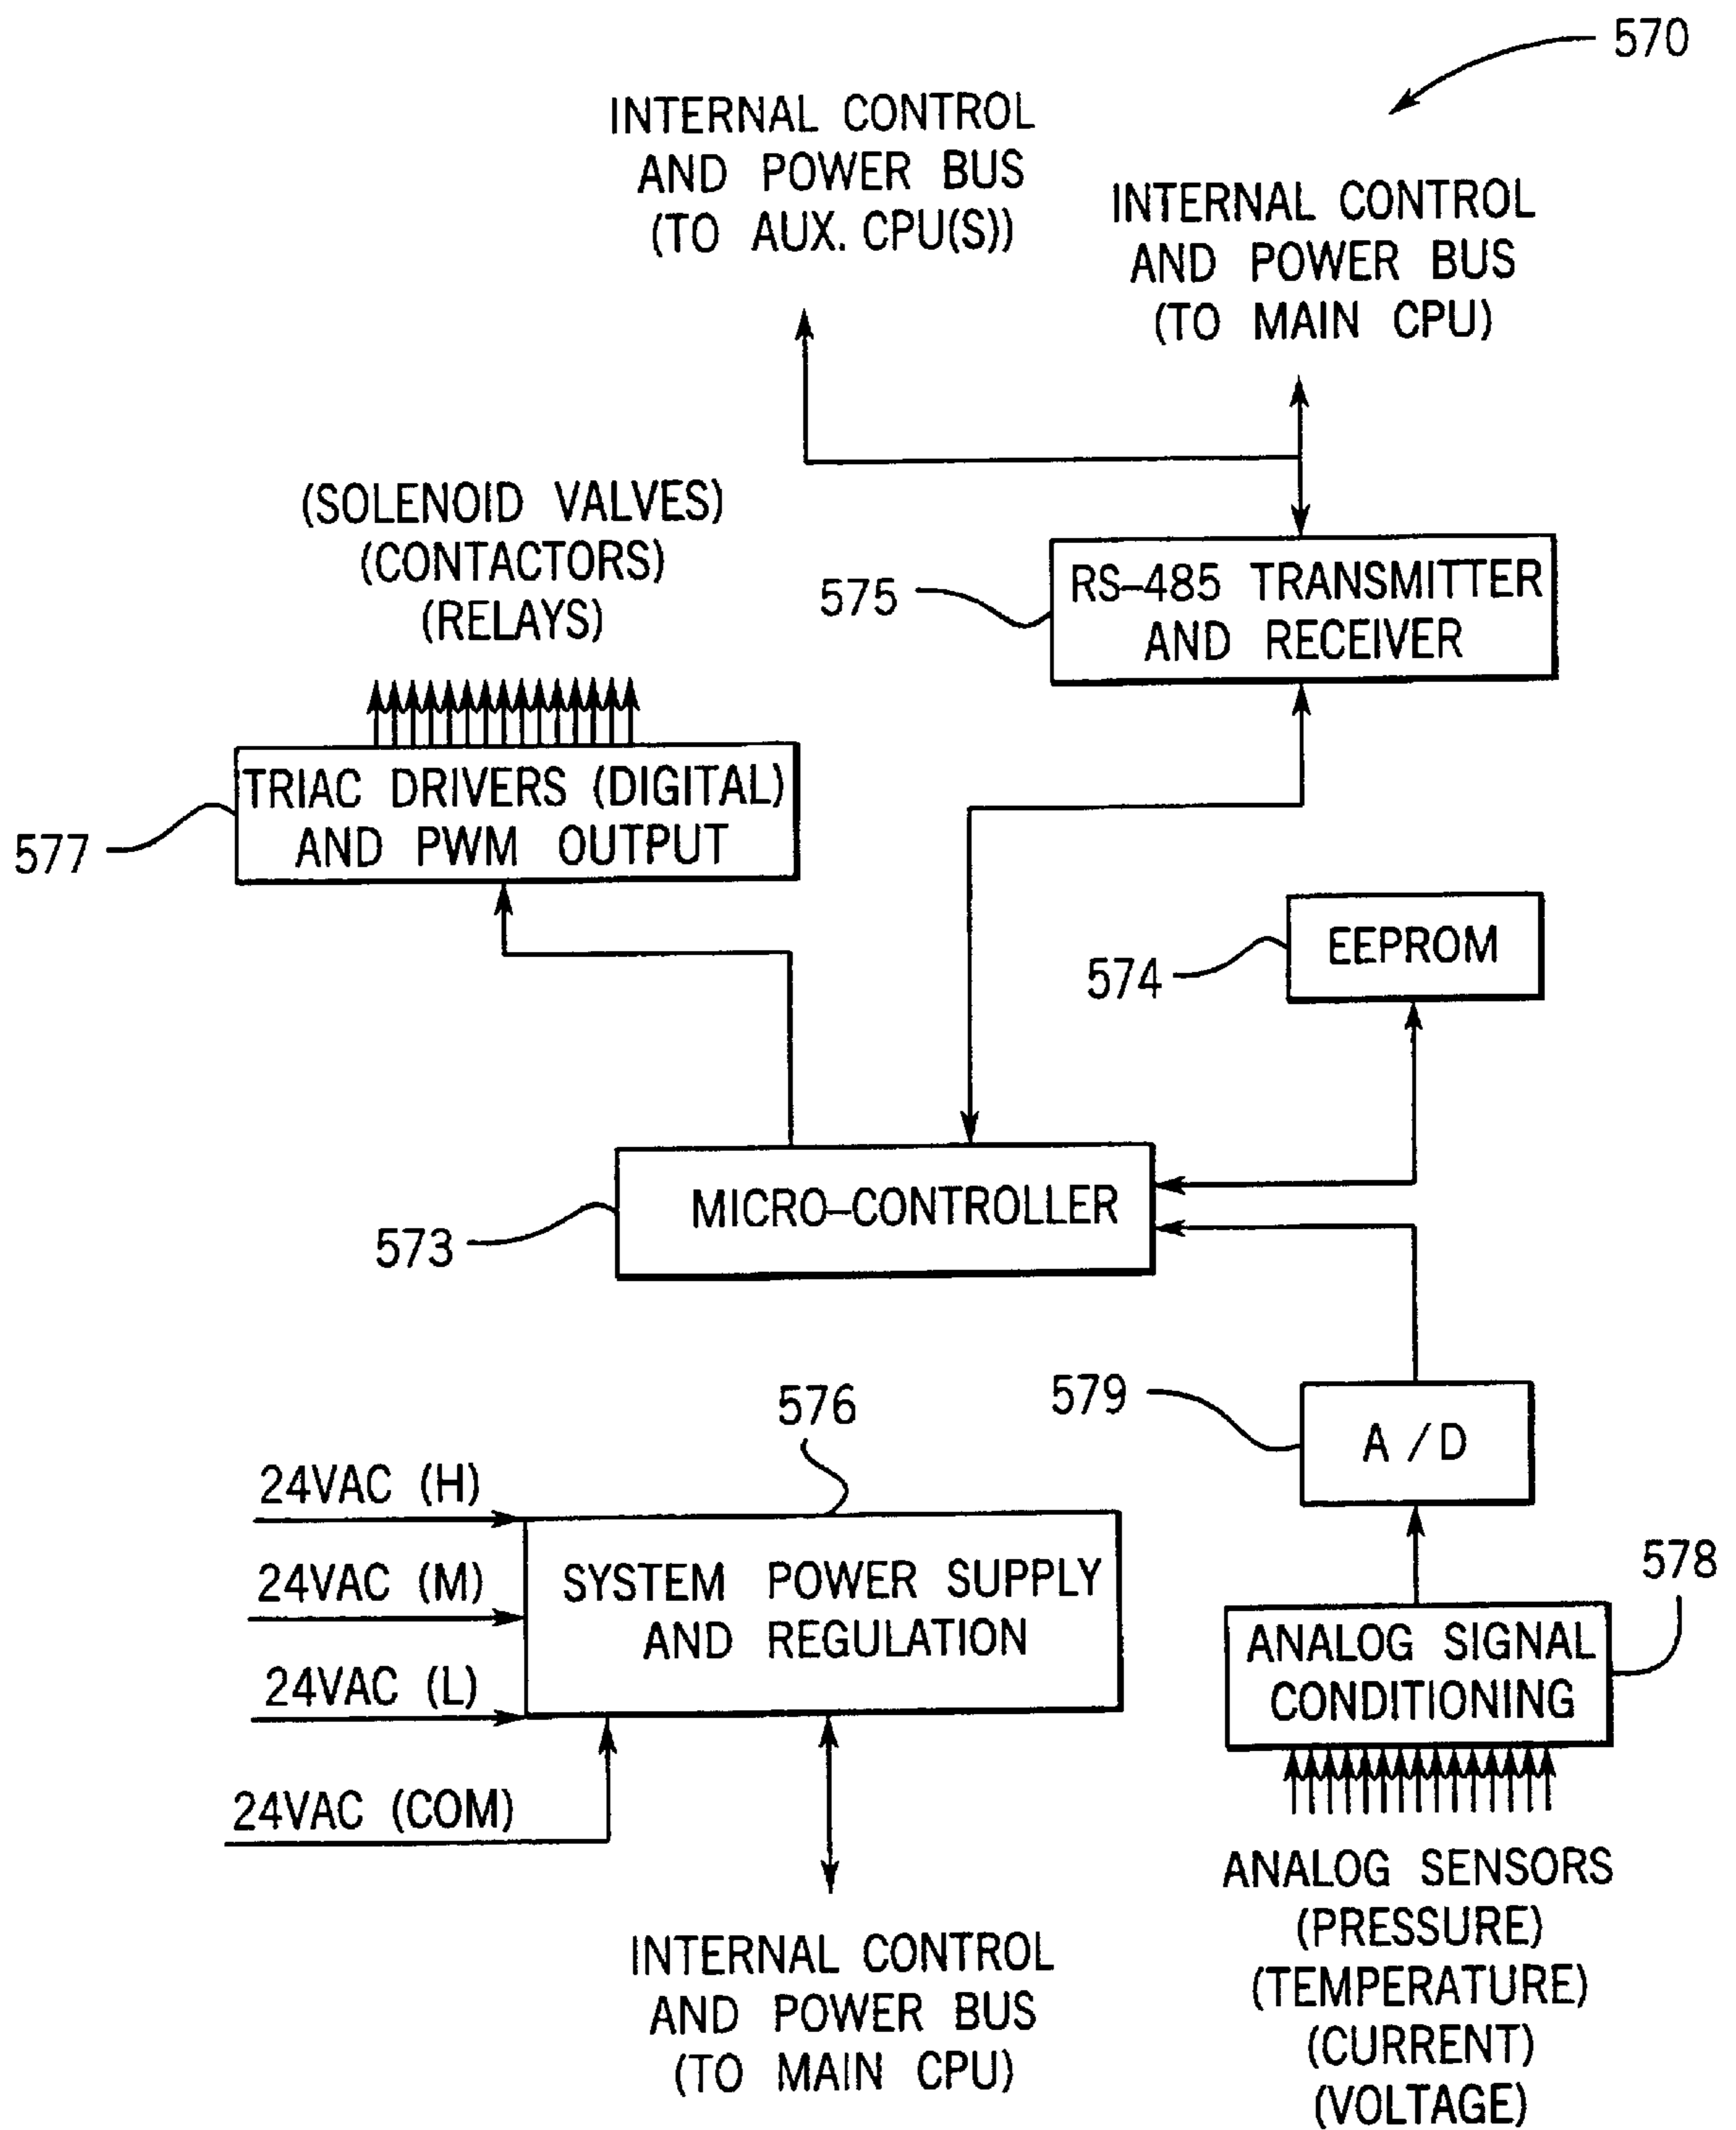 570
INTERNAL CONTROL
AND POWER BUS
(TO AUX. CPU(S))
INTERNAL CONTROL
AND POWER BUS
(TO MAIN CPU)
(SOLENOID VALVES)
(CONTACTORS)
(RELAYS)
575
RS-485 TRANSMITTER
AND RECEIVER
577
TRIAC DRIVERS (DIGITAL)
AND PWM OUTPUT
574
EEPROM
573
MICRO-CONTROLLER
576
579
A/D
24VAC (H)
24VAC (M)
24VAC (L)
24VAC (COM)
SYSTEM POWER SUPPLY
AND REGULATION
578
ANALOG SIGNAL
CONDITIONING
INTERNAL CONTROL
AND POWER BUS
(TO MAIN CPU)
ANALOG SENSORS
(PRESSURE)
(TEMPERATURE)
(CURRENT)
(VOLTAGE)